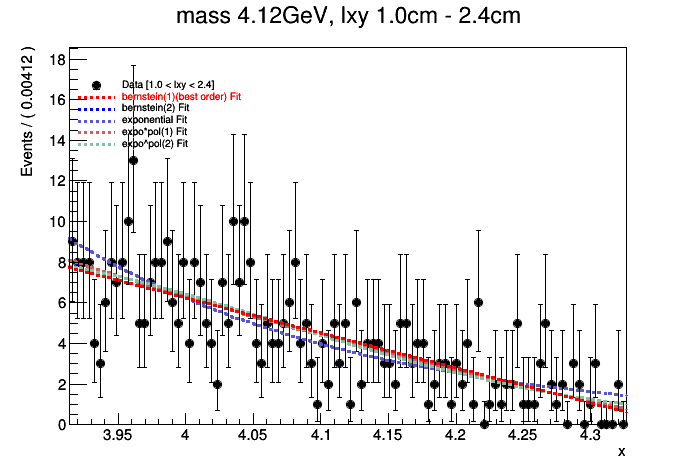 mass 4.12GeV, lxy 1.0cm - 2.4cm
Events / ( 0.00412 )
18
16
14
12
10
8
6
4
2
0
Data [1.0 < lxy < 2.4]
bernstein(1)(best order) Fit
bernstein(2) Fit
exponential Fit
expo*pol(1) Fit
expo*pol(2) Fit
3.95 4 4.05 4.1 4.15 4.2 4.25 4.3
x